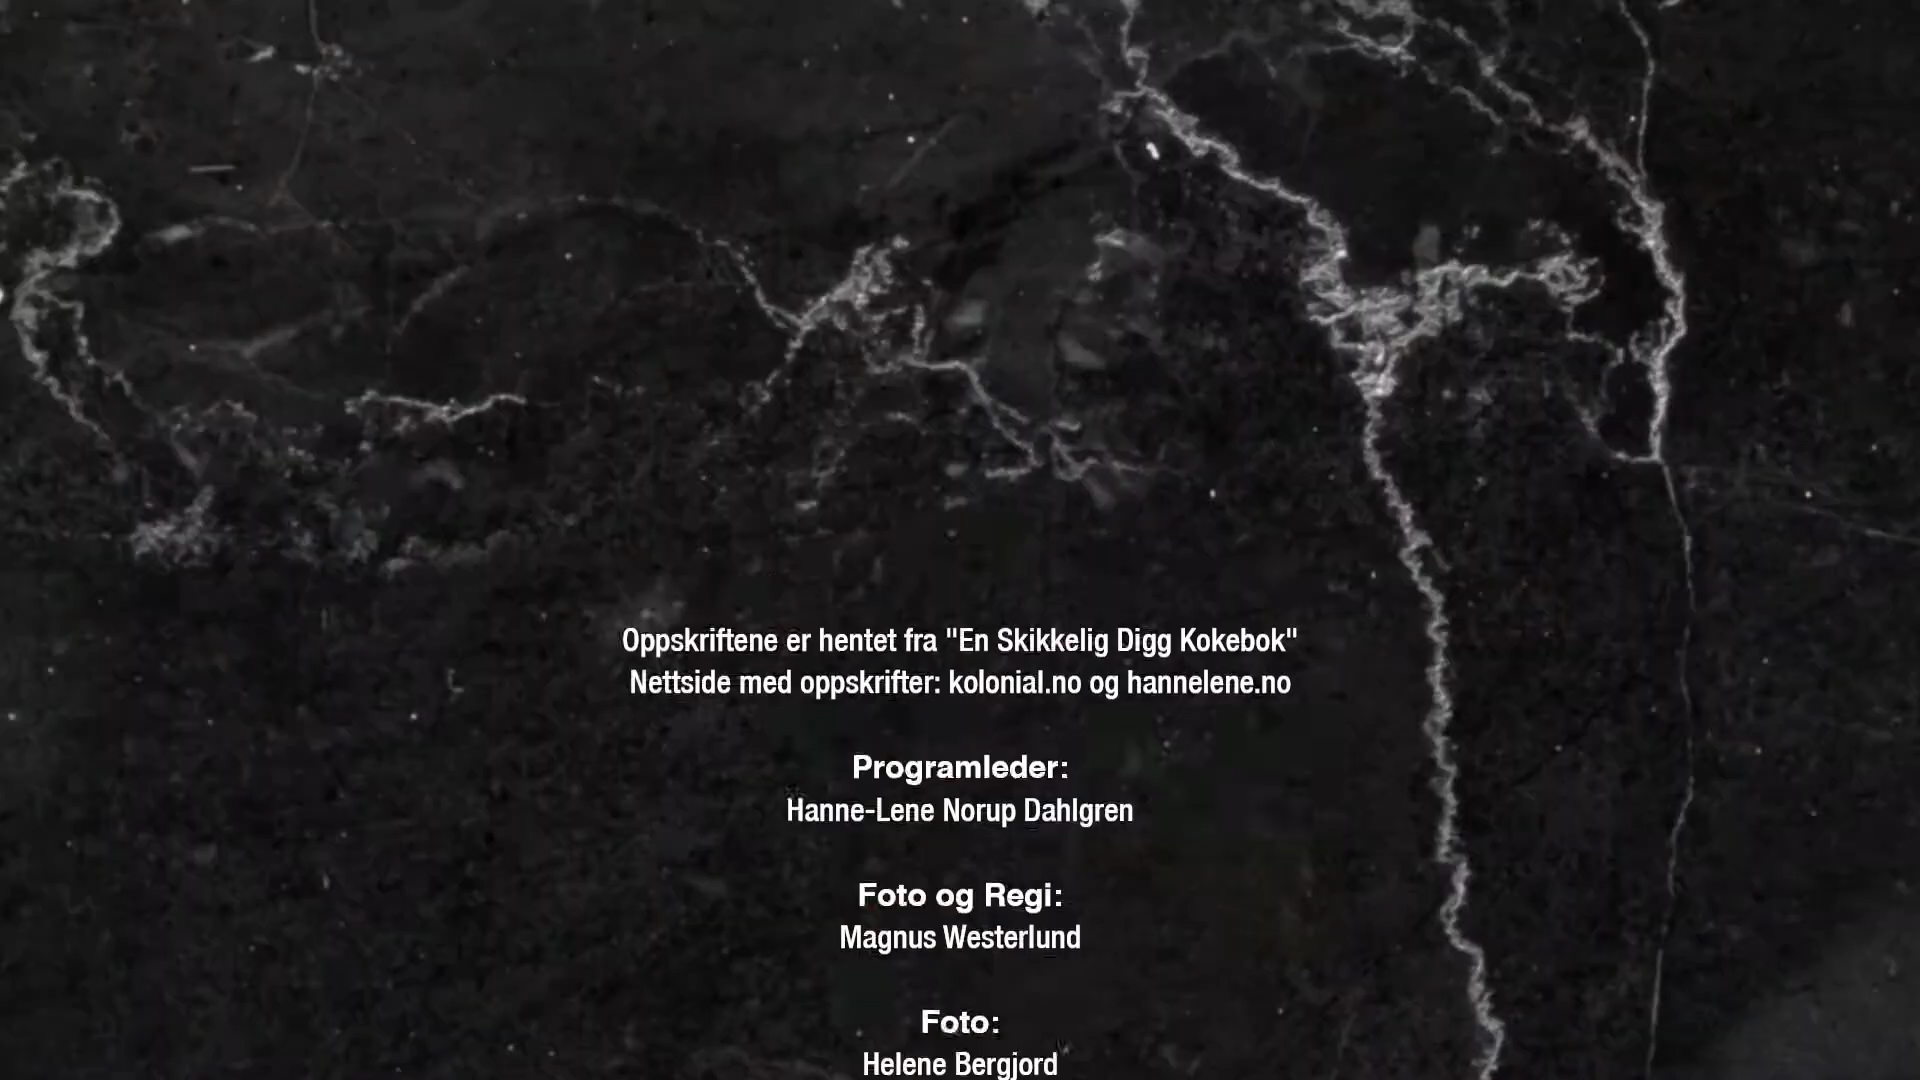 Oppskriftene er hentet fra "En Skikkelig Digg Kokebok"
Nettside med oppskrifter: kolonial.no og hannelene.no
Programleder:
Hanne-Lene Norup Dahlgren
Foto og Regi:
Magnus Westerlund
Foto:
Helene Bergjord